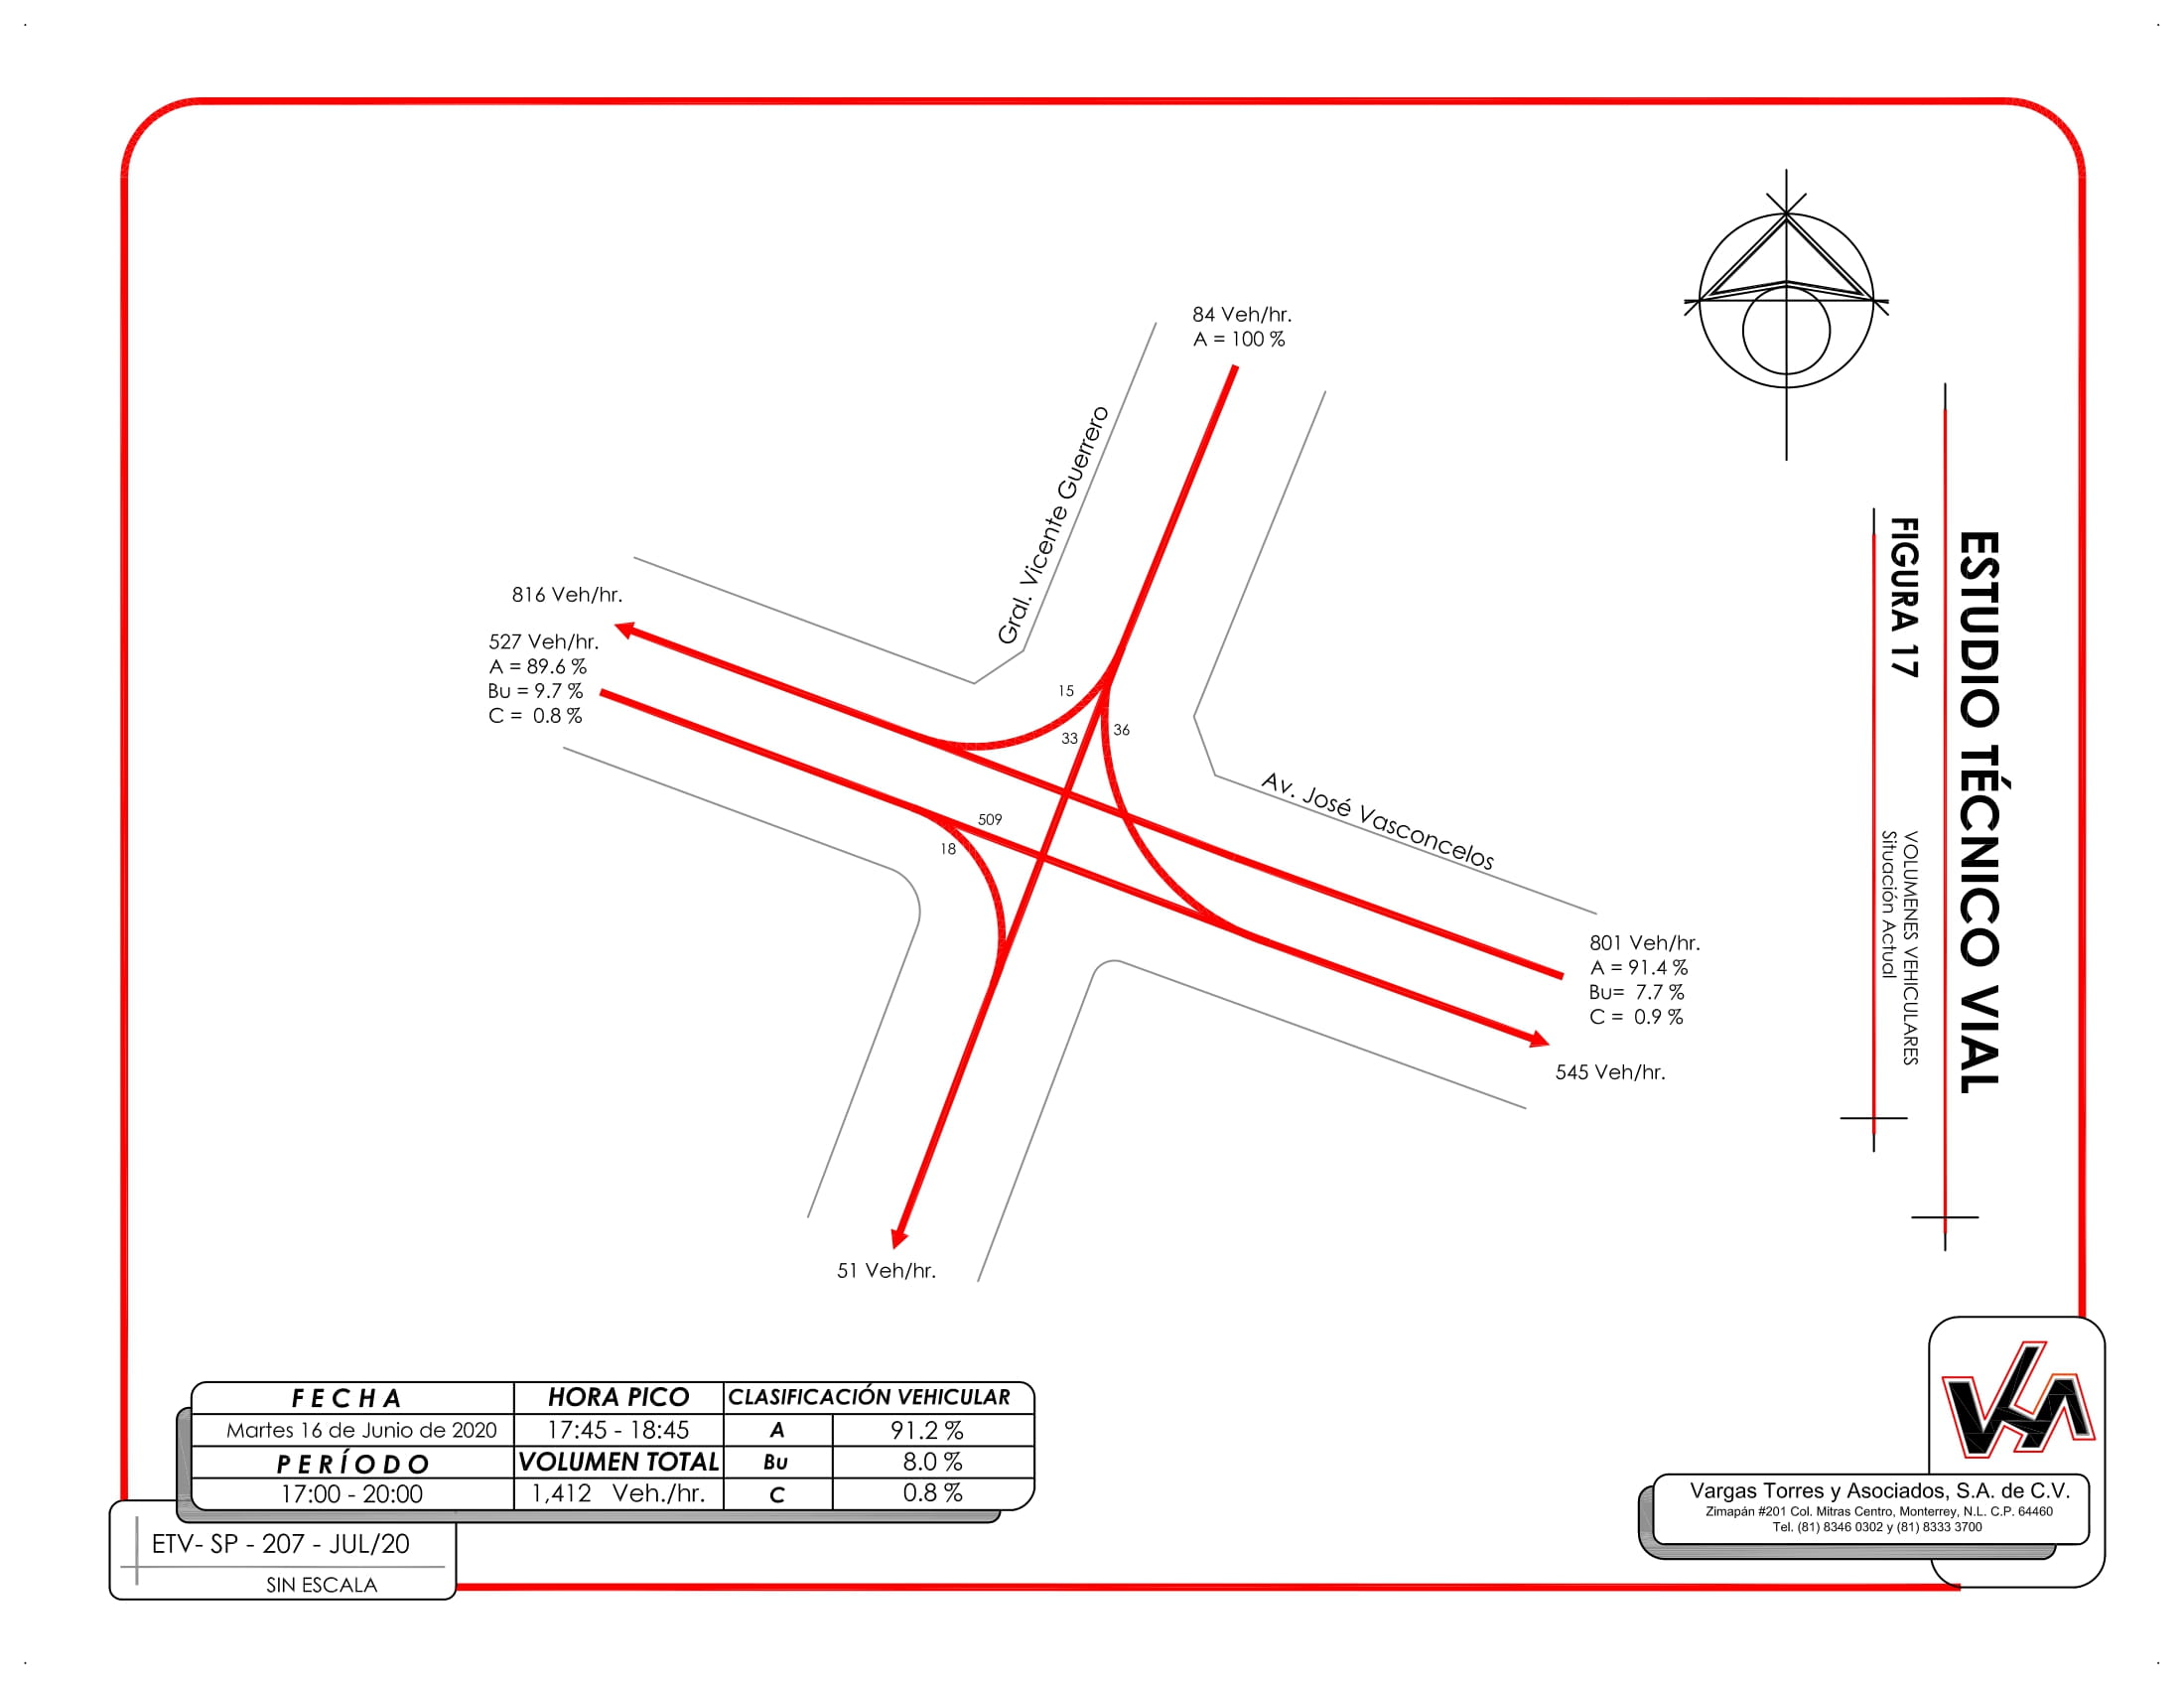 84 Veh/hr.
A = 100 %
Gral. Vicente Guerrero
816 Veh/hr.
527 Veh/hr.
A = 89.6 %
Bu = 9.7 %
C =  0.8 %
15
33
36
509
18
Av. José Vasconcelos
801 Veh/hr.
A = 91.4 %
Bu=  7.7 %
C =  0.9 %
545 Veh/hr.
51 Veh/hr.
ESTUDIO TÉCNICO VIAL
FIGURA 17
VOLUMENES VEHICULARES
Situación Actual
FECHA HORA PICO CLASIFICACIÓN VEHICULAR
Martes 16 de Junio de 2020 17:45 - 18:45 A 91.2 %
PERÍODO VOLUMEN TOTAL Bu 8.0 %
17:00 - 20:00 1,412 Veh./hr. C 0.8 %
ETV- SP - 207 - JUL/20
SIN ESCALA
VTA
Vargas Torres y Asociados, S.A. de C.V.
Zimapán #201 Col. Mitras Centro, Monterrey, N.L. C.P. 64460
Tel. (81) 8346 0302 y (81) 8333 3700